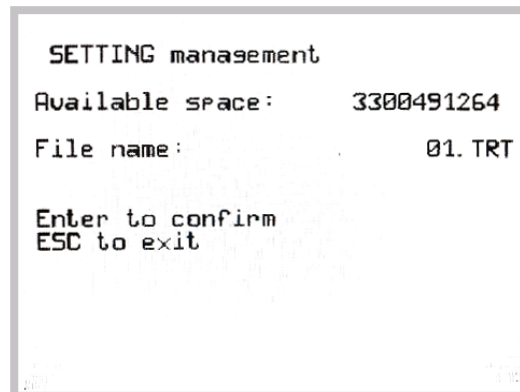 SETTING management
Available space: 3300491264
File name: 01.TRT
Enter to confirm
ESC to exit